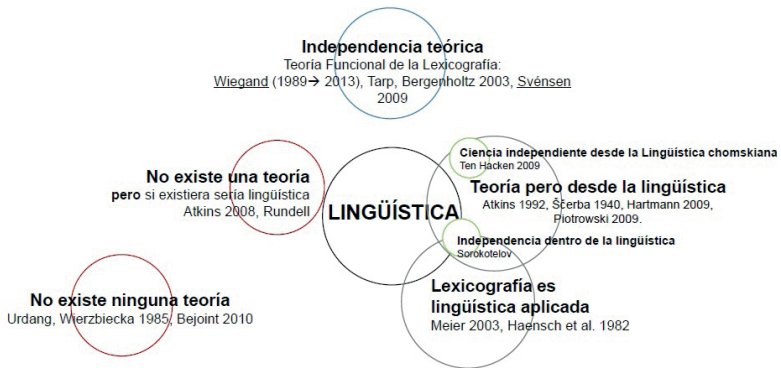 Independencia teórica
Teoría Funcional de la Lexicografía:
Wiegand (1989→ 2013), Tarp, Bergenholtz 2003, Svénsen
2009
No existe una teoría
pero si existiera sería lingüística
Atkins 2008, Rundell
LINGÜÍSTICA
Ciencia independiente desde la Lingüística chomskiana
Ten Hacken 2009
Teoría pero desde la lingüística
Atkins 1992, Ščerba 1940, Hartmann 2009,
Piotrowski 2009.
Independencia dentro de la lingüística
Sorokotelov
No existe ninguna teoría
Urdang, Wierzbiecka 1985, Bejoint 2010
Lexicografía es
lingüística aplicada
Meier 2003, Haensch et al. 1982